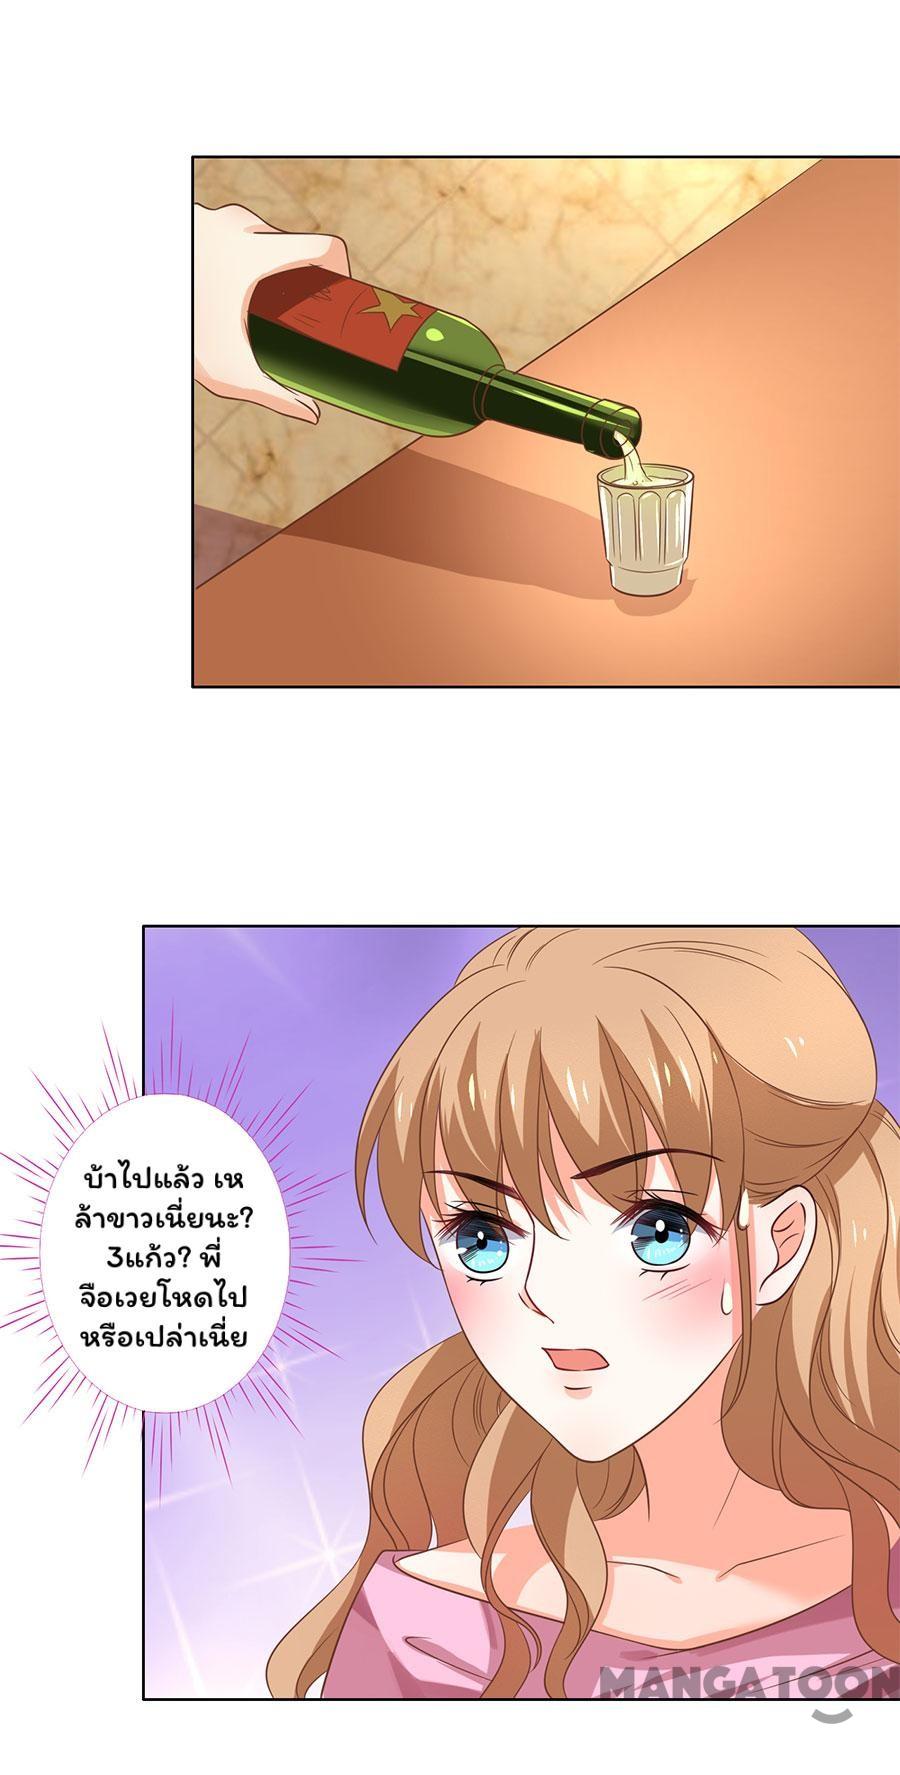 บ้าไปแล้ว เห
ล้าขาวเนี่ยนะ?
3แก้ว? พี่
จือเวยโหดไป
หรือเปล่าเนี่ย
MANGATOON